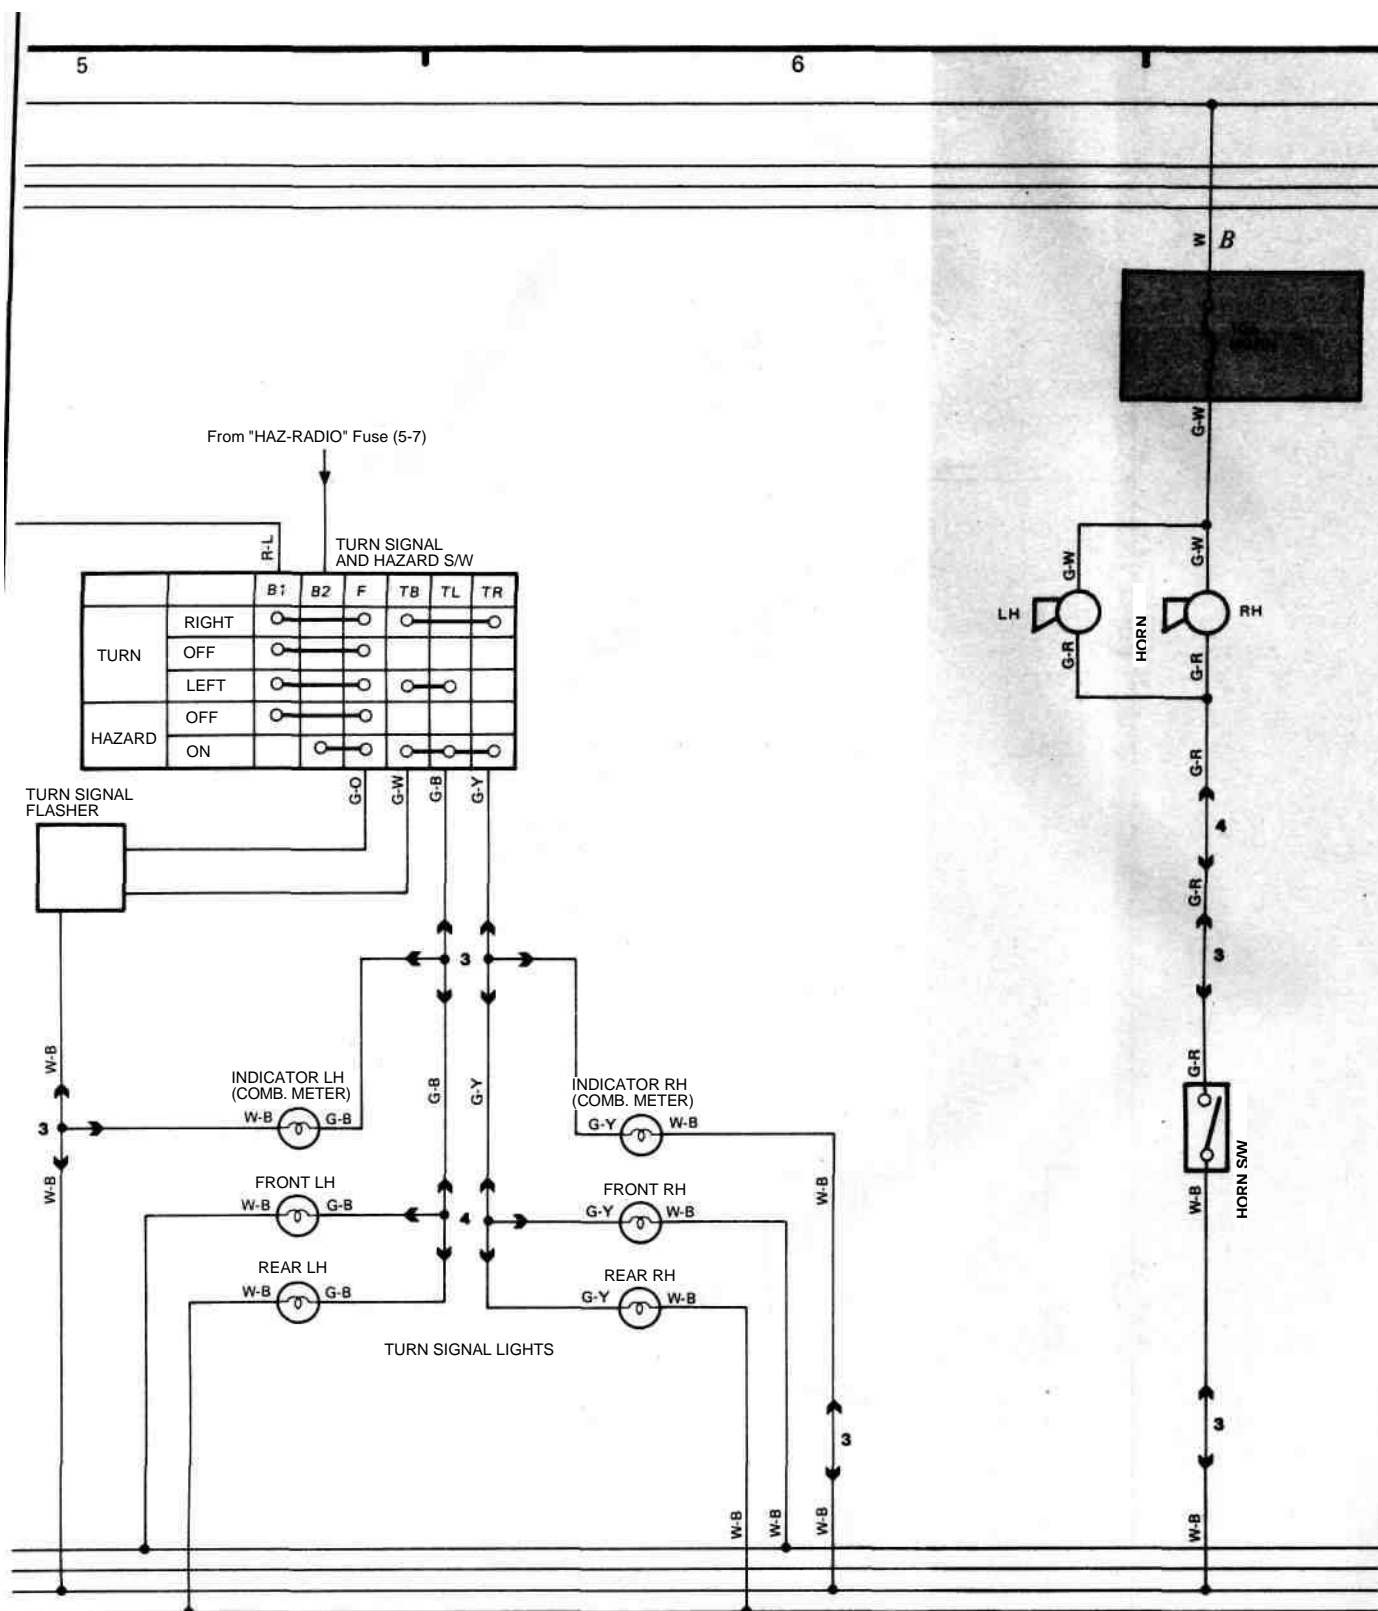 5
6
W
B
G-W
From "HAZ-RADIO" Fuse (5-7)
R-L
TURN SIGNAL
AND HAZARD S/W
B1 B2 F TB TL TR
TURN
RIGHT
OFF
LEFT
HAZARD
OFF
ON
G-O
G-W
G-B
G-Y
G-W
G-W
LH
HORN
RH
G-R
G-R
G-R
4
G-R
3
G-R
HORN S/W
W-B
3
W-B
TURN SIGNAL
FLASHER
3
W-B
3
W-B
G-B
G-Y
INDICATOR LH
(COMB. METER)
W-B G-B
INDICATOR RH
(COMB. METER)
G-Y W-B
FRONT LH
W-B G-B
4
FRONT RH
G-Y W-B
W-B
REAR LH
W-B G-B
REAR RH
G-Y W-B
TURN SIGNAL LIGHTS
3
W-B
W-B
W-B